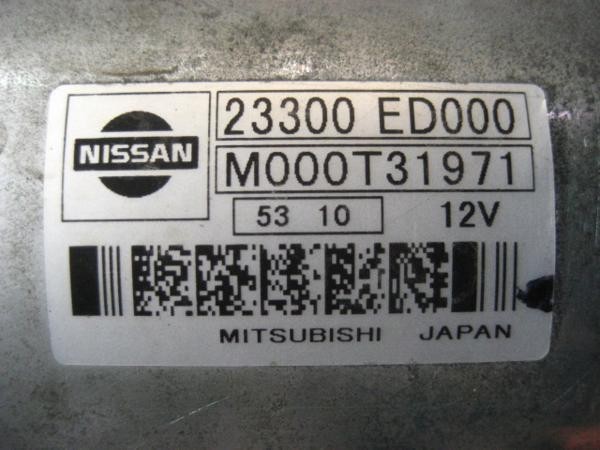 NISSAN
23300 ED000
M000T31971
53 10
12V
MITSUBISHI JAPAN